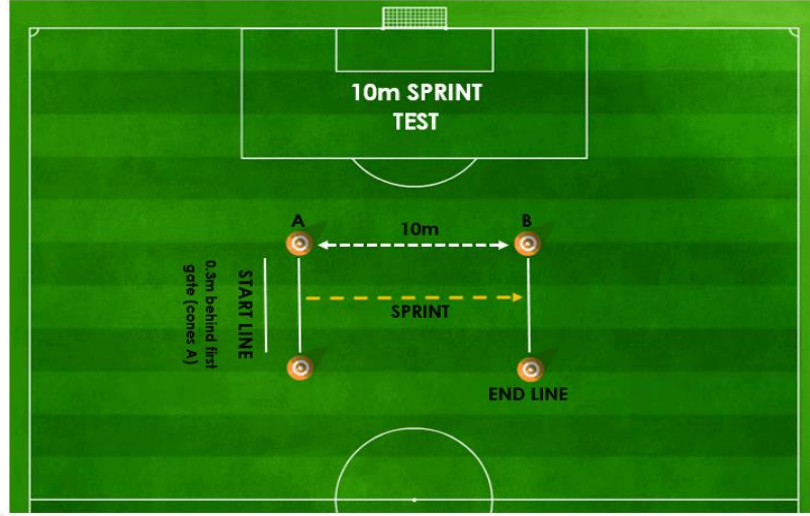 10m SPRINT
TEST
A
B
10m
START LINE
0.3m behind first
gate (cones A)
SPRINT
END LINE